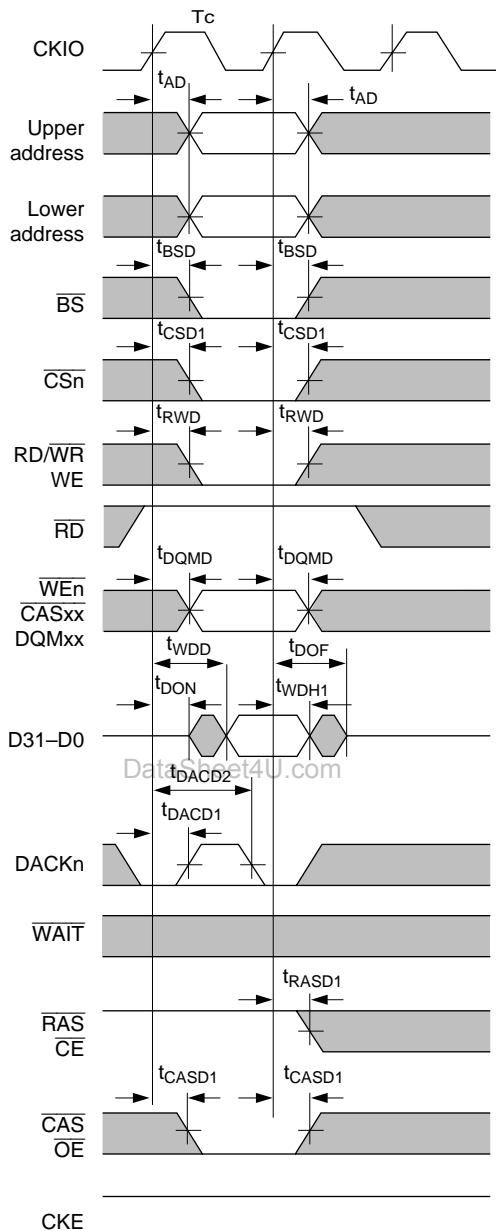 Tc
CKIO
tAD tAD
Upper
address
Lower
address
tBSD tBSD
BS
tCSD1 tCSD1
CSn
tRWD tRWD
RD/WR
WE
RD
tDQMD tDQMD
WEn
CASxx
DQMxx
tWDD tDOF
tDON tWDH1
D31–D0
DataSheet4U.com
tDACD2
tDACD1
DACKn
WAIT
tRASD1
RAS
CE
tCASD1 tCASD1
CAS
OE
CKE